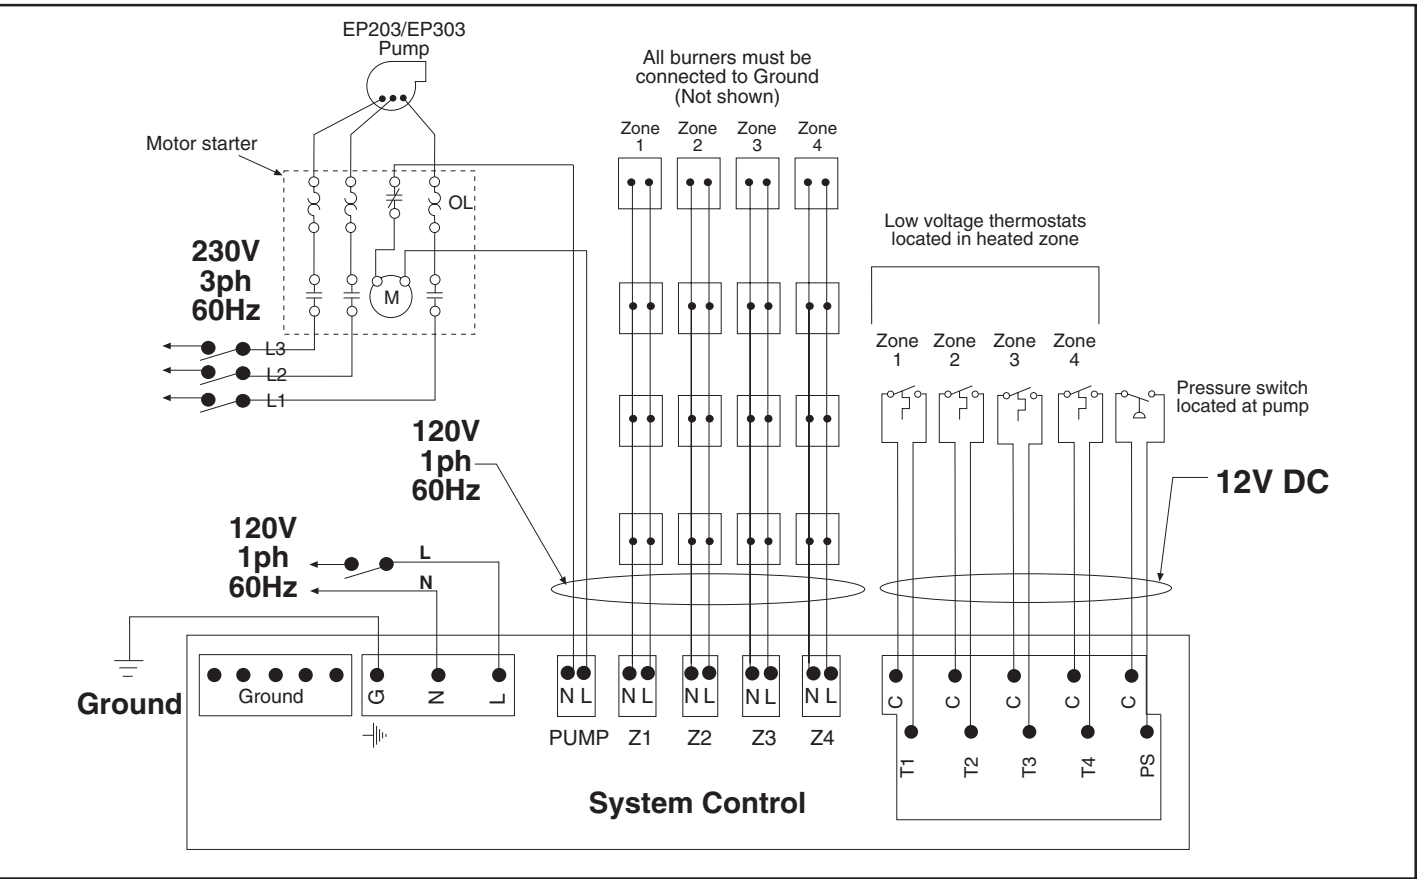 EP203/EP303
Pump
All burners must be
connected to Ground
(Not shown)
Motor starter
Zone
1
Zone
2
Zone
3
Zone
4
OL
230V
3ph
60Hz
M
L3
L2
L1
Low voltage thermostats
located in heated zone
Zone
1
Zone
2
Zone
3
Zone
4
Pressure switch
located at pump
120V
1ph
60Hz
12V DC
120V
1ph
60Hz
L
N
Ground
Ground
G
N
L
N L
N L
N L
N L
N L
PUMP
Z1
Z2
Z3
Z4
C
C
C
C
C
T1
T2
T3
T4
PS
System Control